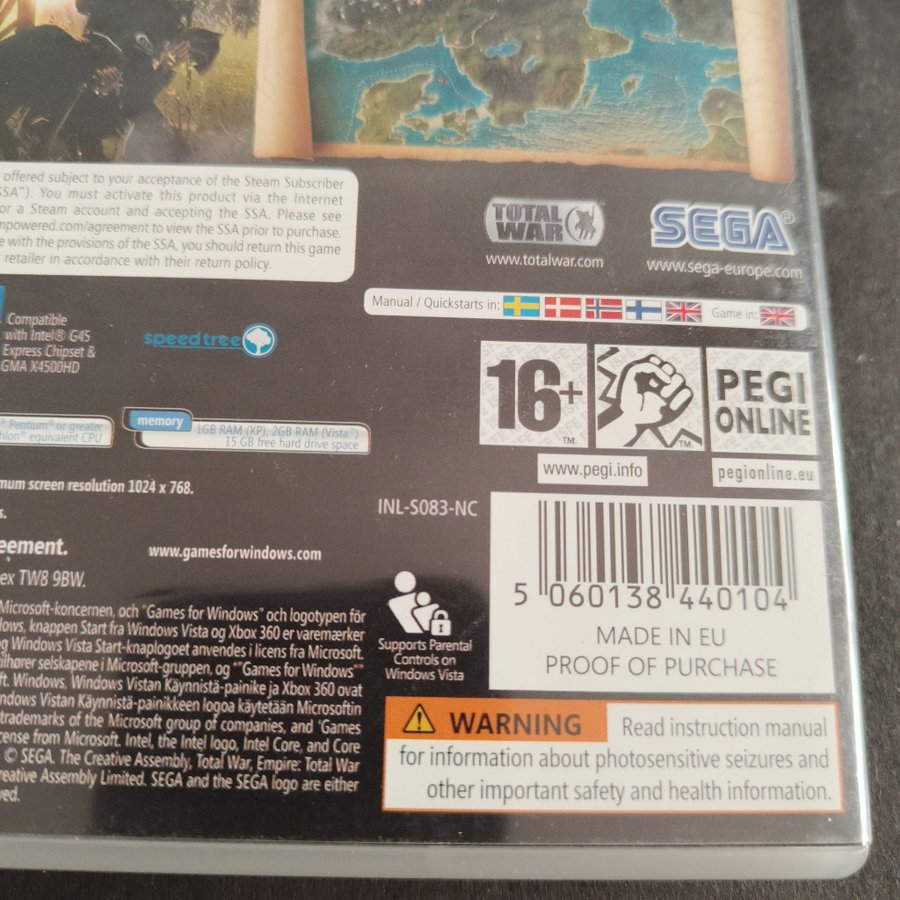 offered subject to your acceptance of the Steam Subscriber
SSA"). You must activate this product via the Internet
or a Steam account and accepting the SSA. Please see
mpowered.com/agreement to view the SSA prior to purchase.
e with the provisions of the SSA, you should return this game
retailer in accordance with their return policy.
TOTAL
WAR
www.totalwar.com
SEGA®
www.sega-europe.com
Manual / Quickstarts in:
Game in:
Compatible
with Intel® G45
Express Chipset &
GMA X4500HD
speedtree
16+
TM
TM
PEGI
ONLINE
www.pegi.info
pegionline.eu
Pentium® or greater
hlon® equivalent CPU
memory
1GB RAM (XP), 2GB RAM (Vista®)
15 GB free hard drive space
mum screen resolution 1024 x 768.
s.
eement.
www.gamesforwindows.com
ex TW8 9BW.
INL-S083-NC
5 060138 440104
MADE IN EU
PROOF OF PURCHASE
Supports Parental
Controls on
Windows Vista
Microsoft-koncernen, och "Games for Windows" och logotypen för
lows, knappen Start fra Windows Vista og Xbox 360 er varemærker
og Windows Vista Start-knaplogoet anvendes i licens fra Microsoft.
ilhører selskapene i Microsoft-gruppen, og ""Games for Windows""
ft. Windows, Windows Vistan Käynnistä-painike ja Xbox 360 ovat
ndows Vistan Käynnistä-painikkeen logoa käytetään Microsoftin
trademarks of the Microsoft group of companies, and 'Games
cense from Microsoft. Intel, the Intel logo, Intel Core, and Core
© SEGA. The Creative Assembly, Total War, Empire: Total War
reative Assembly Limited. SEGA and the SEGA logo are either
ved.
WARNING Read instruction manual
for information about photosensitive seizures and
other important safety and health information.